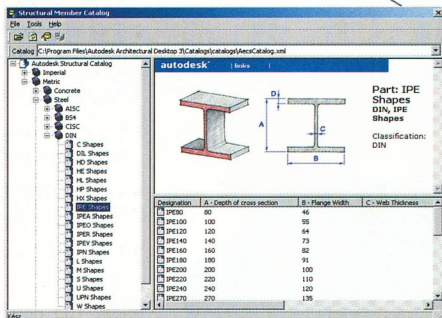 Structural Member Catalog
File Tools Help
Catalog C:\Program Files\Autodesk Architectural Desktop 3\Catalogs\catalogs\AecsCatalog.xml
Autodesk Structural Catalog
Imperial
Metric
Concrete
Steel
AISC
BS4
CISC
DIN
C Shapes
DIL Shapes
HD Shapes
HE Shapes
HL Shapes
HP Shapes
HX Shapes
IPE Shapes
IPEA Shapes
IPEO Shapes
IPER Shapes
IPEV Shapes
IPN Shapes
L Shapes
M Shapes
S Shapes
U Shapes
UPN Shapes
W Shapes
autodesk | links |
D
A
C
B
Part: IPE
Shapes
DIN, IPE
Shapes
Classification:
DIN
Designation A - Depth of cross section B - Flange Width C - Web Thickness
IPE80 80 46
IPE100 100 55
IPE120 120 64
IPE140 140 73
IPE160 160 82
IPE180 180 91
IPE200 200 100
IPE220 220 110
IPE240 240 120
IPE270 270 135
Kész